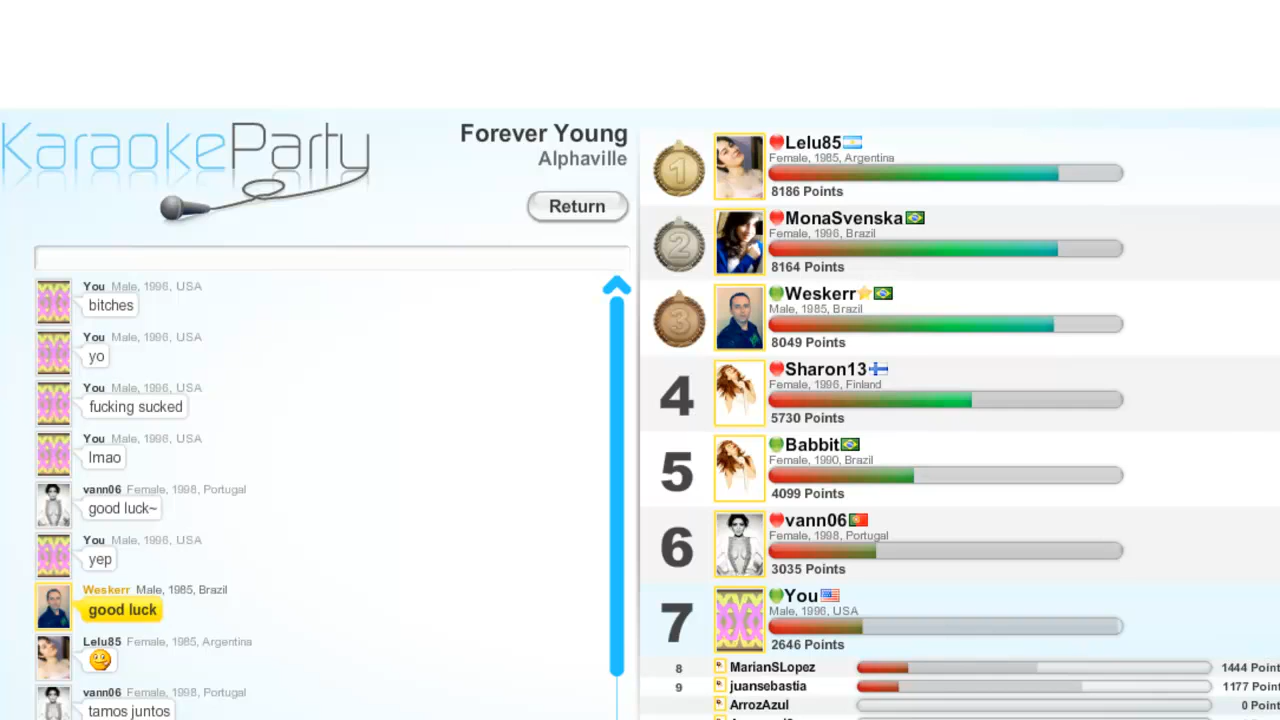 KaraokeParty
Forever Young
Alphaville
Return
You Male, 1996, USA
bitches
You Male, 1996, USA
yo
You Male, 1996, USA
fucking sucked
You Male, 1996, USA
lmao
vann06 Female, 1998, Portugal
good luck~
You Male, 1996, USA
yep
Weskerr Male, 1985, Brazil
good luck
Lelu85 Female, 1985, Argentina
vann06 Female, 1998, Portugal
tamos juntos
1
Lelu85
Female, 1985, Argentina
8186 Points
2
MonaSvenska
Female, 1996, Brazil
8164 Points
3
Weskerr
Male, 1985, Brazil
8049 Points
4
Sharon13
Female, 1996, Finland
5730 Points
5
Babbit
Female, 1990, Brazil
4099 Points
6
vann06
Female, 1998, Portugal
3035 Points
7
You
Male, 1996, USA
2646 Points
8 MarianSLopez 1444 Point
9 juansebastia 1177 Point
ArrozAzul 0 Point